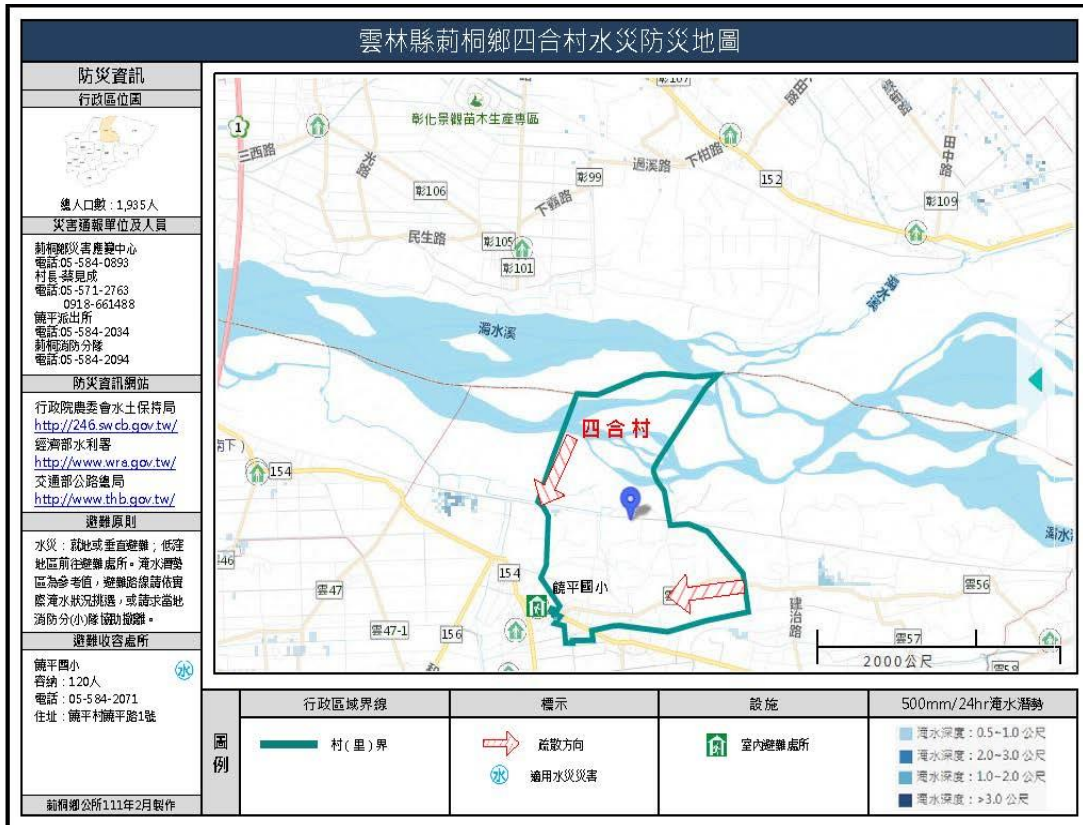 雲林縣莿桐鄉四合村水災防災地圖
防災資訊
行政區位圖
總人口數：1,935人
災害通報單位及人員
莿桐鄉災害應變中心
電話:05-584-0893
村長-蔡見成
電話:05-571-2763
0918-661488
饒平派出所
電話:05-584-2034
莿桐消防分隊
電話:05-584-2094
防災資訊網站
行政院農委會水土保持局
http://246.swcb.gov.tw/
經濟部水利署
http://www.wra.gov.tw/
交通部公路總局
http://www.thb.gov.tw/
避難原則
水災：就地或垂直避難；低窪
地區前往避難處所。淹水潛勢
區為參考值，避難路線請依實
際淹水狀況挑選，或請求當地
消防分(小)隊協助撤離。
避難收容處所
饒平國小
容納：120人
電話：05-584-2071
住址：饒平村饒平路1號
水
莿桐鄉公所111年2月製作
彰107
彰化景觀苗木生產專區
1
三西路
光路
彰106
彰99
過溪路
下柑路
152
田中路
彰109
下霸路
民生路
彰105
彰101
濁水溪
濁水溪
四合村
南下
154
154
饒平國小
雲47
雲47-1
156
建治路
雲56
雲57
2000公尺
圖例
行政區域界線
村(里)界
標示
疏散方向
水
適用水災災害
設施
室內避難處所
500mm/24hr淹水潛勢
淹水深度：0.5~1.0 公尺
淹水深度：2.0~3.0 公尺
淹水深度：1.0~2.0 公尺
淹水深度：>3.0 公尺